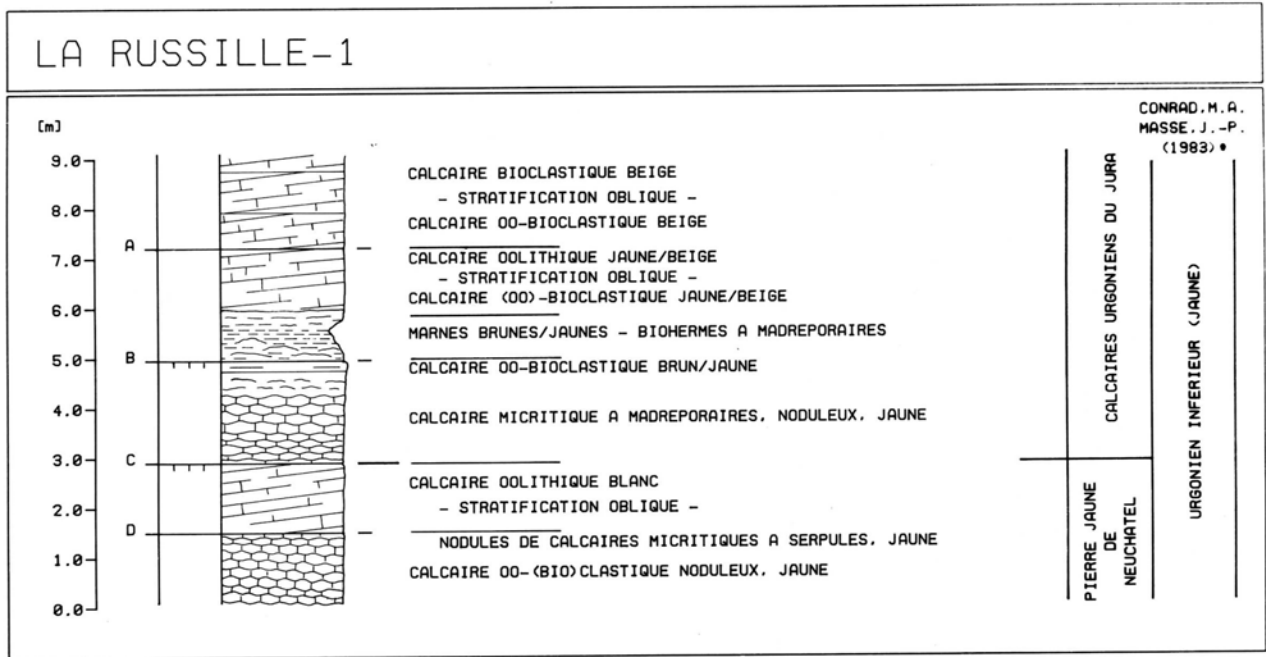 LA RUSSILLE-1
CONRAD.M.A.
MASSE.J.-P.
(1983)*
[m]
9.0
8.0
7.0
6.0
5.0
4.0
3.0
2.0
1.0
0.0
A
B
C
D
CALCAIRE BIOCLASTIQUE BEIGE
- STRATIFICATION OBLIQUE -
CALCAIRE OO-BIOCLASTIQUE BEIGE
CALCAIRE OOLITHIQUE JAUNE/BEIGE
- STRATIFICATION OBLIQUE -
CALCAIRE (OO)-BIOCLASTIQUE JAUNE/BEIGE
MARNES BRUNES/JAUNES - BIOHERMES A MADREPORAIRES
CALCAIRE OO-BIOCLASTIQUE BRUN/JAUNE
CALCAIRE MICRITIQUE A MADREPORAIRES. NODULEUX. JAUNE
CALCAIRE OOLITHIQUE BLANC
- STRATIFICATION OBLIQUE -
NODULES DE CALCAIRES MICRITIQUES A SERPULES. JAUNE
CALCAIRE OO-(BIO)CLASTIQUE NODULEUX. JAUNE
CALCAIRES URGONIENS DU JURA
PIERRE JAUNE
DE
NEUCHATEL
URGONIEN INFERIEUR (JAUNE)